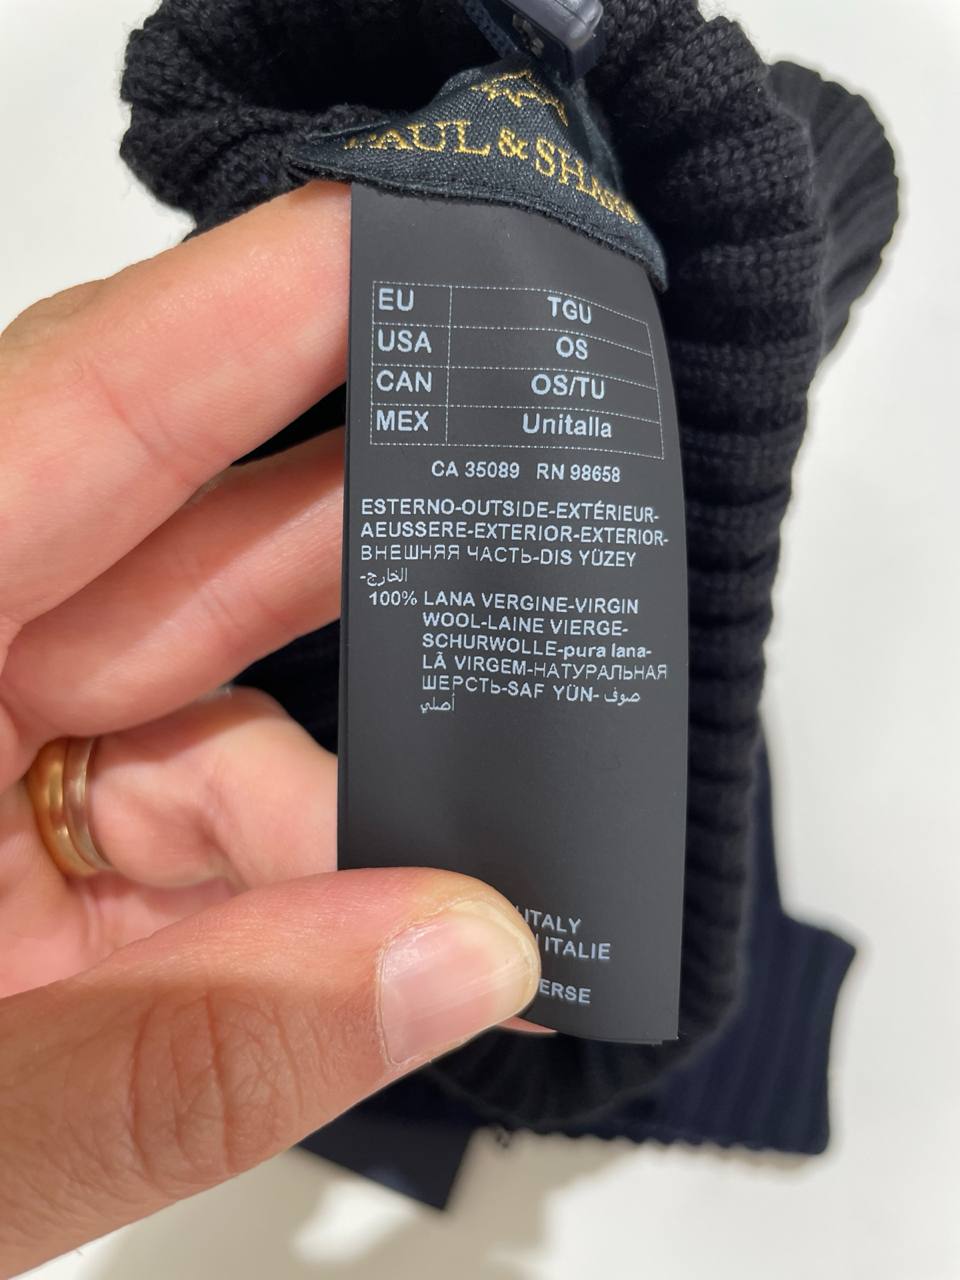 PAUL & SHARK
EU TGU
USA OS
CAN OS/TU
MEX Unitalla
CA 35089 RN 98658
ESTERNO-OUTSIDE-EXTÉRIEUR-
AEUSSERE-EXTERIOR-EXTERIOR-
ВНЕШНЯЯ ЧАСТЬ-DIS YÜZEY
-الخارج
100% LANA VERGINE-VIRGIN
WOOL-LAINE VIERGE-
SCHURWOLLE-pura lana-
LÃ VIRGEM-НАТУРАЛЬНАЯ
ШЕРСТЬ-SAF YÜN- صوف
أصلي
ITALY
ITALIE
ERSE